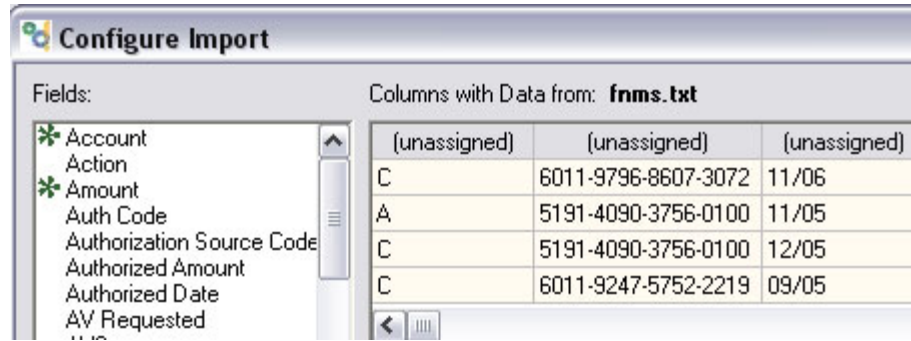 Configure Import
Fields:
Columns with Data from: fnms.txt
Account
Action
Amount
Auth Code
Authorization Source Code
Authorized Amount
Authorized Date
AV Requested
(unassigned) (unassigned) (unassigned)
C 6011-9796-8607-3072 11/06
A 5191-4090-3756-0100 11/05
C 5191-4090-3756-0100 12/05
C 6011-9247-5752-2219 09/05